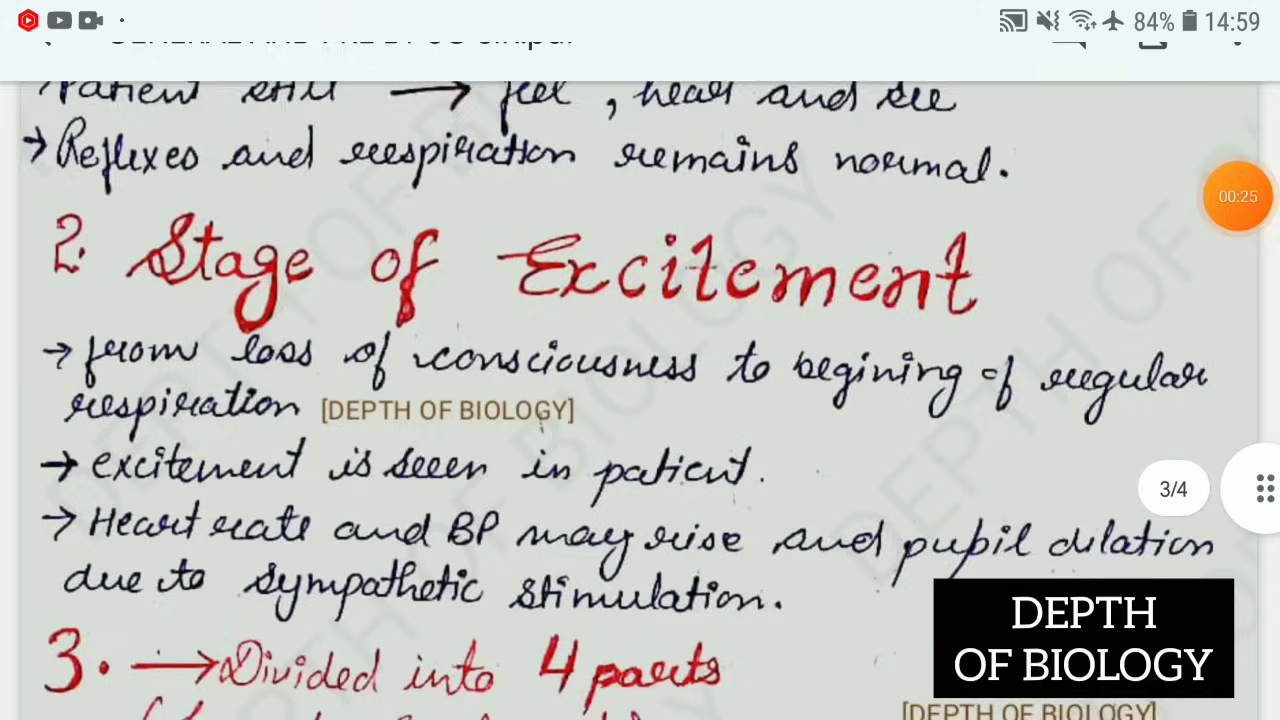 84% 14:59
Patient still → feel, hear and see
→ Reflexes and respiration remains normal.
00:25
2. Stage of Excitement
→ from loss of consciousness to begining of regular
respiration [DEPTH OF BIOLOGY]
→ excitement is seen in patient.
3/4
→ Heart rate and BP may rise and pupil dilation
due to sympathetic stimulation.
DEPTH
OF BIOLOGY
3. → Divided into 4 parts
[DEPTH OF BIOLOGY]